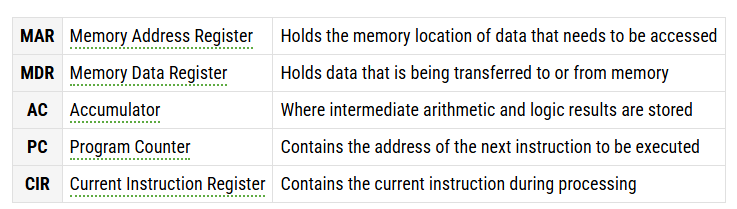 MAR Memory Address Register Holds the memory location of data that needs to be accessed
MDR Memory Data Register Holds data that is being transferred to or from memory
AC Accumulator Where intermediate arithmetic and logic results are stored
PC Program Counter Contains the address of the next instruction to be executed
CIR Current Instruction Register Contains the current instruction during processing